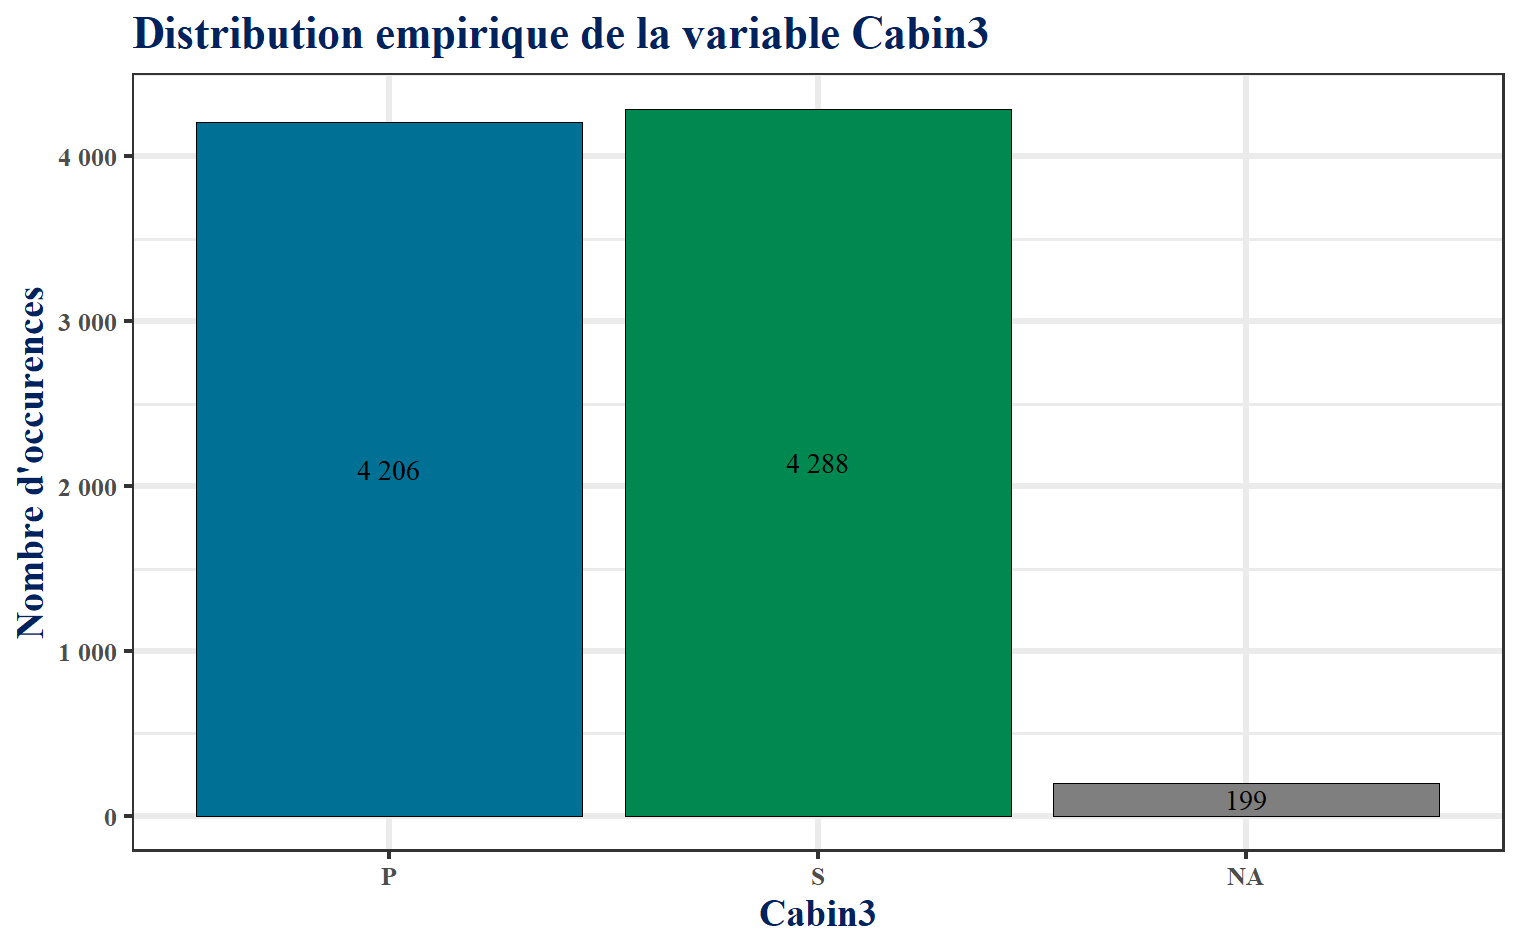 Distribution empirique de la variable Cabin3
Nombre d'occurences
4 000
3 000
2 000
1 000
0
4 206
4 288
199
P
S
NA
Cabin3